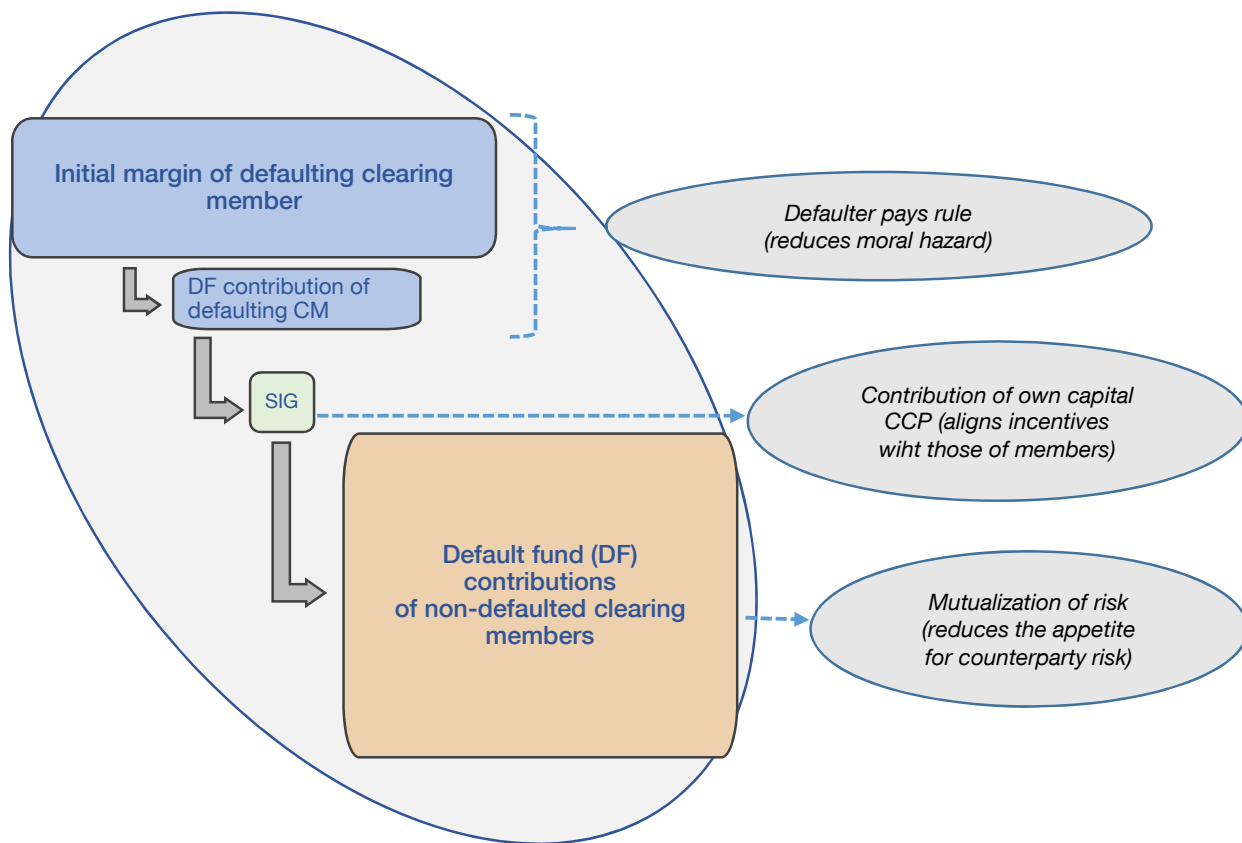 Initial margin of defaulting clearing
member
Defaulter pays rule
(reduces moral hazard)
DF contribution of
defaulting CM
SIG
Contribution of own capital
CCP (aligns incentives
wiht those of members)
Default fund (DF)
contributions
of non-defaulted clearing
members
Mutualization of risk
(reduces the appetite
for counterparty risk)